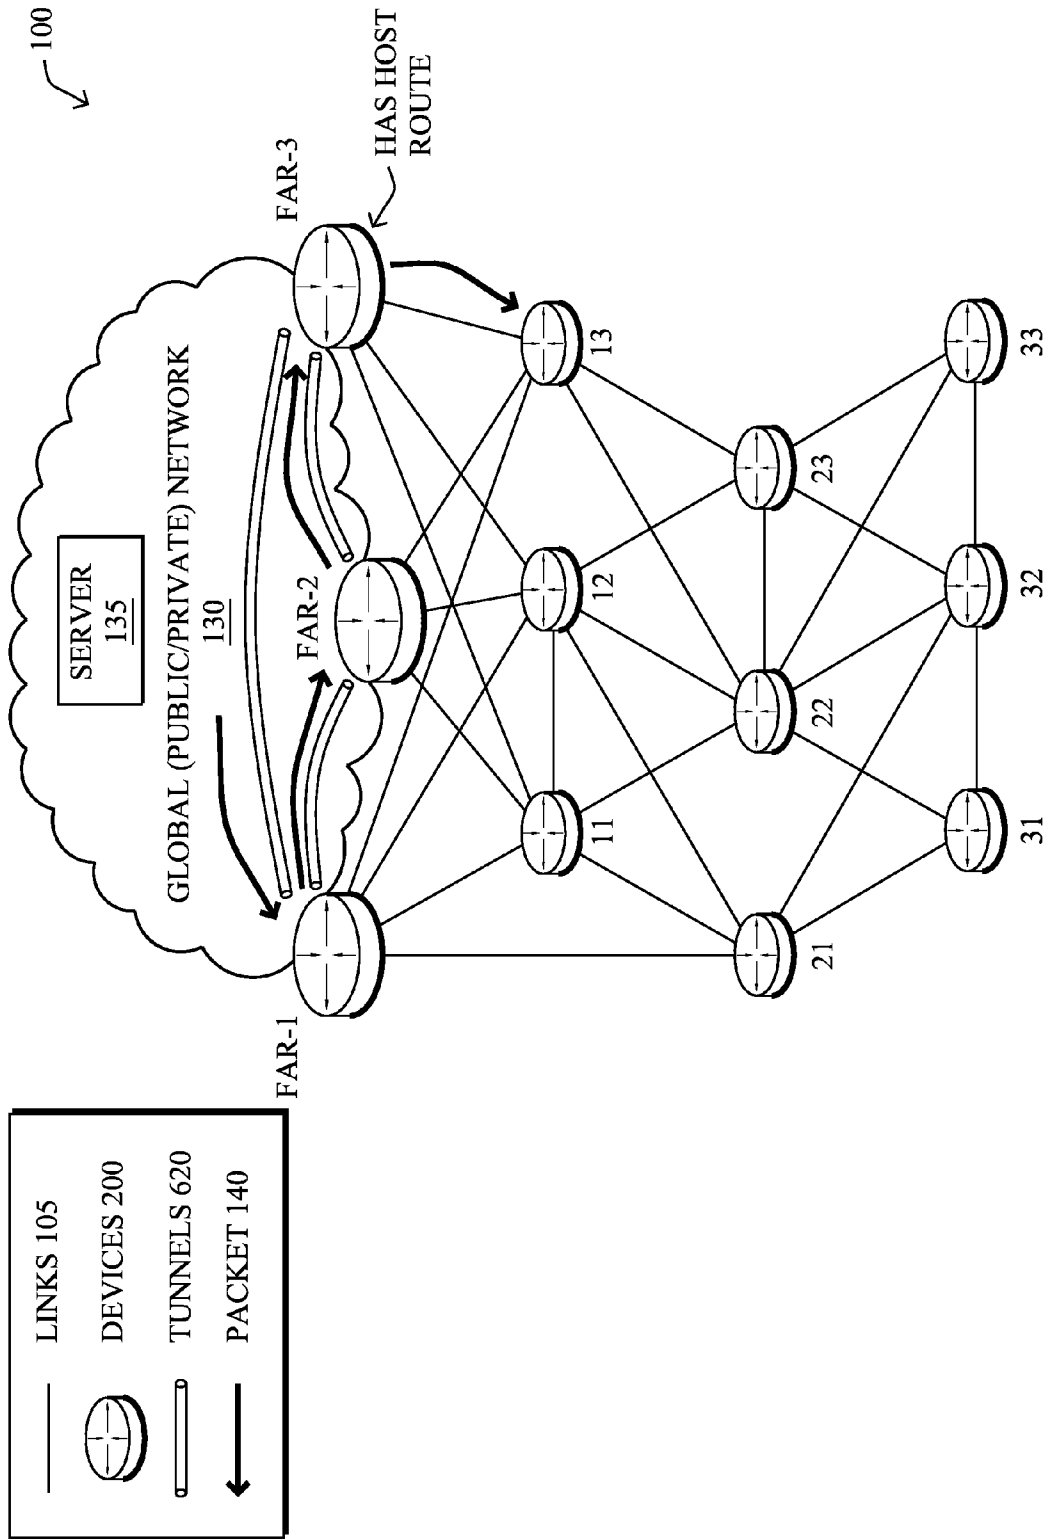 100
LINKS 105
DEVICES 200
TUNNELS 620
PACKET 140
SERVER
135
GLOBAL (PUBLIC/PRIVATE) NETWORK
130
FAR-1
FAR-2
FAR-3
HAS HOST
ROUTE
11
12
13
21
22
23
31
32
33